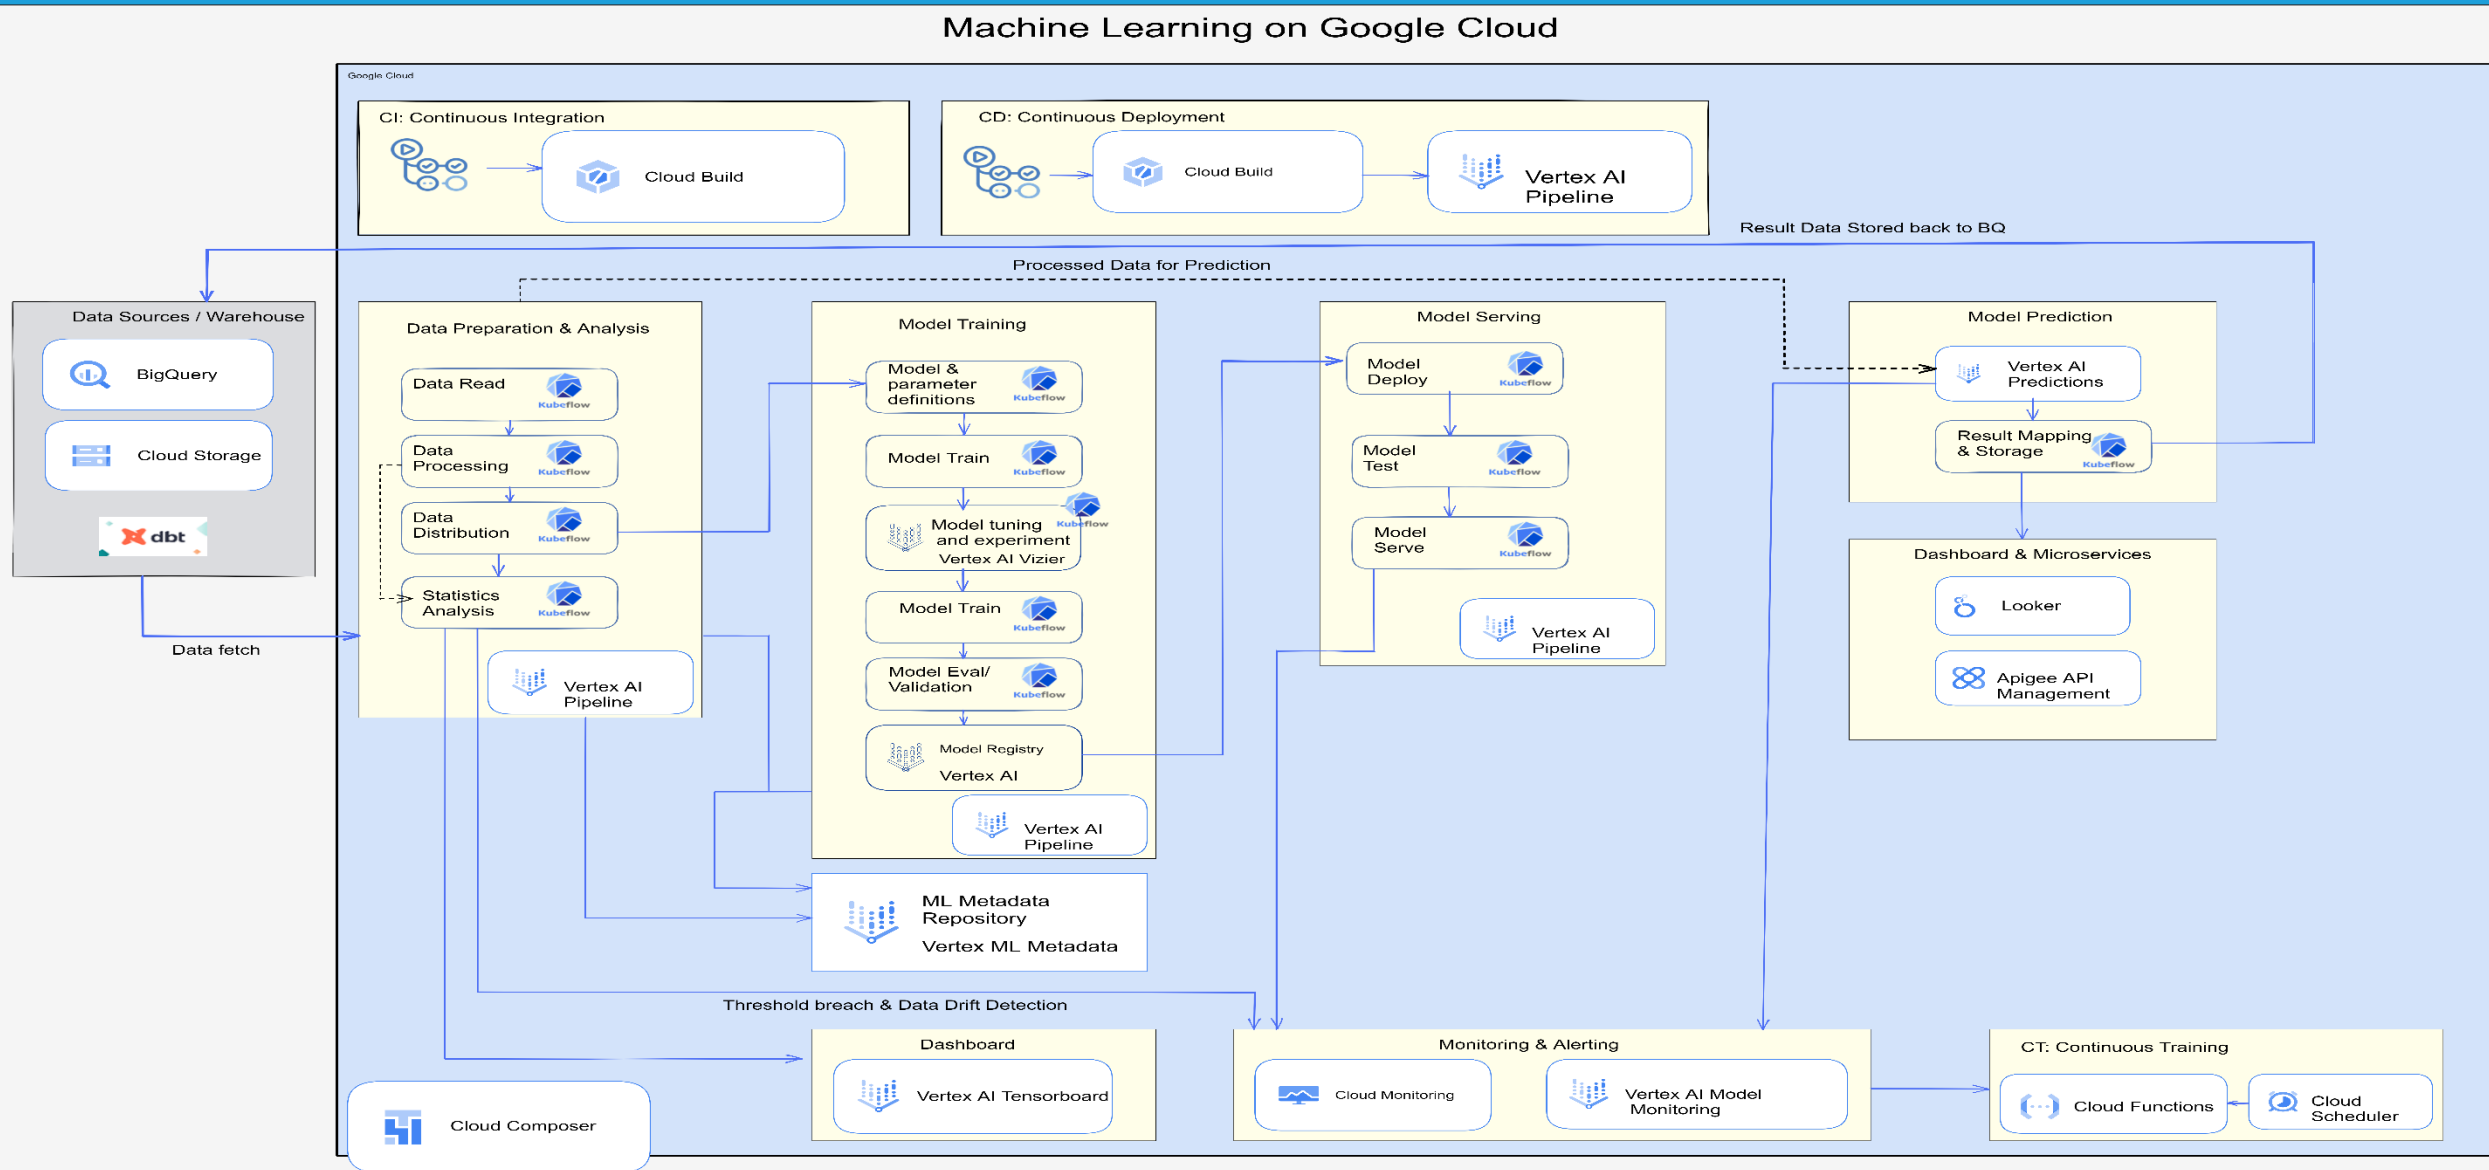 Machine Learning on Google Cloud
Google Cloud
CI: Continuous Integration
Cloud Build
CD: Continuous Deployment
Cloud Build
Vertex AI
Pipeline
Result Data Stored back to BQ
Processed Data for Prediction
Data Sources / Warehouse
BigQuery
Cloud Storage
dbt
Data fetch
Data Preparation & Analysis
Data Read
Kubeflow
Data
Processing
Kubeflow
Data
Distribution
Kubeflow
Statistics
Analysis
Kubeflow
Vertex AI
Pipeline
Model Training
Model &
parameter
definitions
Kubeflow
Model Train
Kubeflow
Model tuning
and experiment
Vertex AI Vizier
Kubeflow
Model Train
Kubeflow
Model Eval/
Validation
Kubeflow
Model Registry
Vertex AI
Vertex AI
Pipeline
ML Metadata
Repository
Vertex ML Metadata
Model Serving
Model
Deploy
Kubeflow
Model
Test
Kubeflow
Model
Serve
Kubeflow
Vertex AI
Pipeline
Model Prediction
Vertex AI
Predictions
Result Mapping
& Storage
Kubeflow
Dashboard & Microservices
Looker
Apigee API
Management
Threshold breach & Data Drift Detection
Cloud Composer
Dashboard
Vertex AI Tensorboard
Monitoring & Alerting
Cloud Monitoring
Vertex AI Model
Monitoring
CT: Continuous Training
Cloud Functions
Cloud
Scheduler